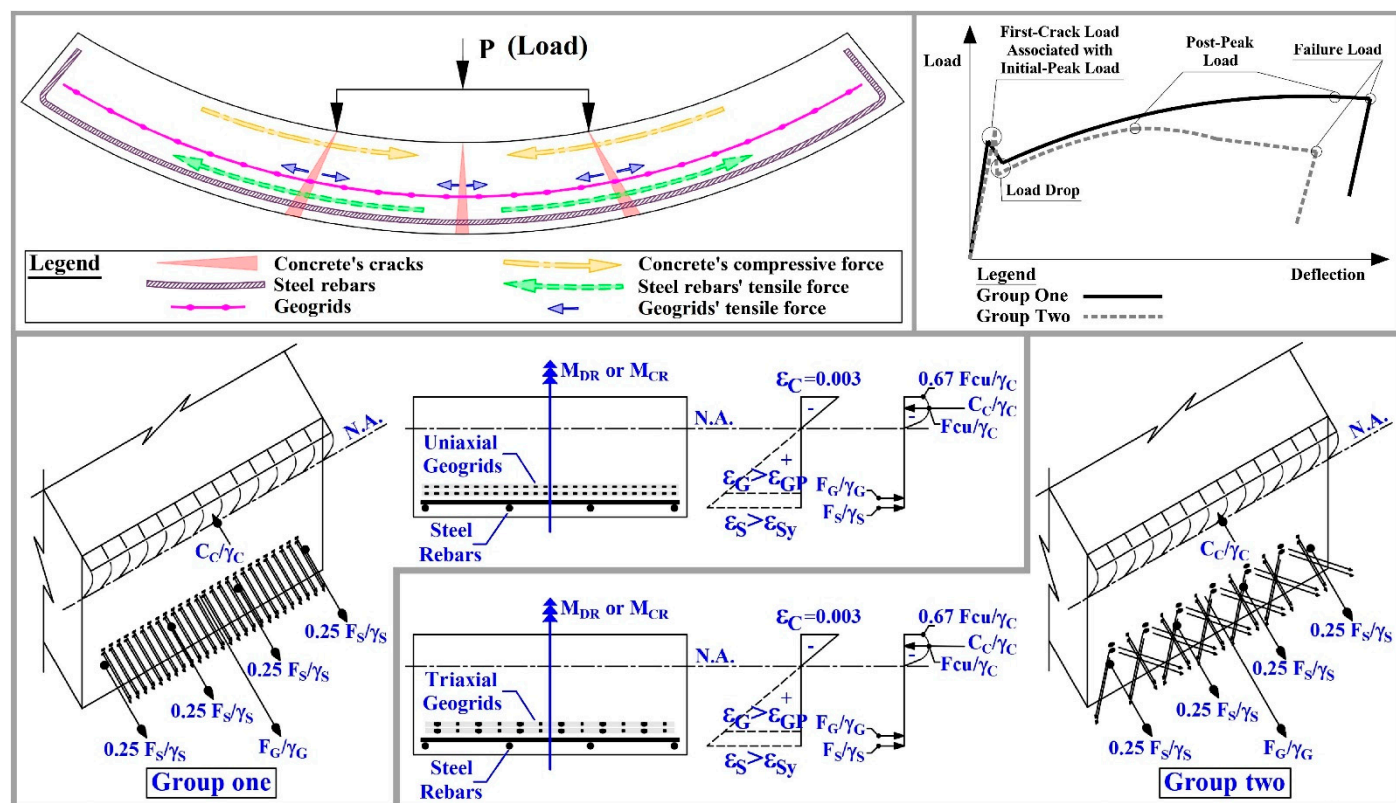 P (Load)
Legend
Concrete's cracks
Steel rebars
Geogrids
Concrete's compressive force
Steel rebars' tensile force
Geogrids' tensile force
Load
First-Crack Load
Associated with
Initial-Peak Load
Post-Peak
Load
Failure Load
Load Drop
Deflection
Legend
Group One
Group Two
N.A.
C_C/γ_C
0.25 F_S/γ_S
0.25 F_S/γ_S
0.25 F_S/γ_S
0.25 F_S/γ_S
F_G/γ_G
Group one
M_DR or M_CR
Uniaxial
Geogrids
Steel
Rebars
N.A.
ε_C=0.003
-
+
ε_G>ε_GP
ε_S>ε_Sy
0.67 Fcu/γ_C
C_C/γ_C
-
Fcu/γ_C
F_G/γ_G
F_S/γ_S
M_DR or M_CR
Triaxial
Geogrids
Steel
Rebars
N.A.
ε_C=0.003
-
+
ε_G>ε_GP
ε_S>ε_Sy
0.67 Fcu/γ_C
C_C/γ_C
-
Fcu/γ_C
F_G/γ_G
F_S/γ_S
N.A.
C_C/γ_C
0.25 F_S/γ_S
0.25 F_S/γ_S
0.25 F_S/γ_S
0.25 F_S/γ_S
F_G/γ_G
Group two